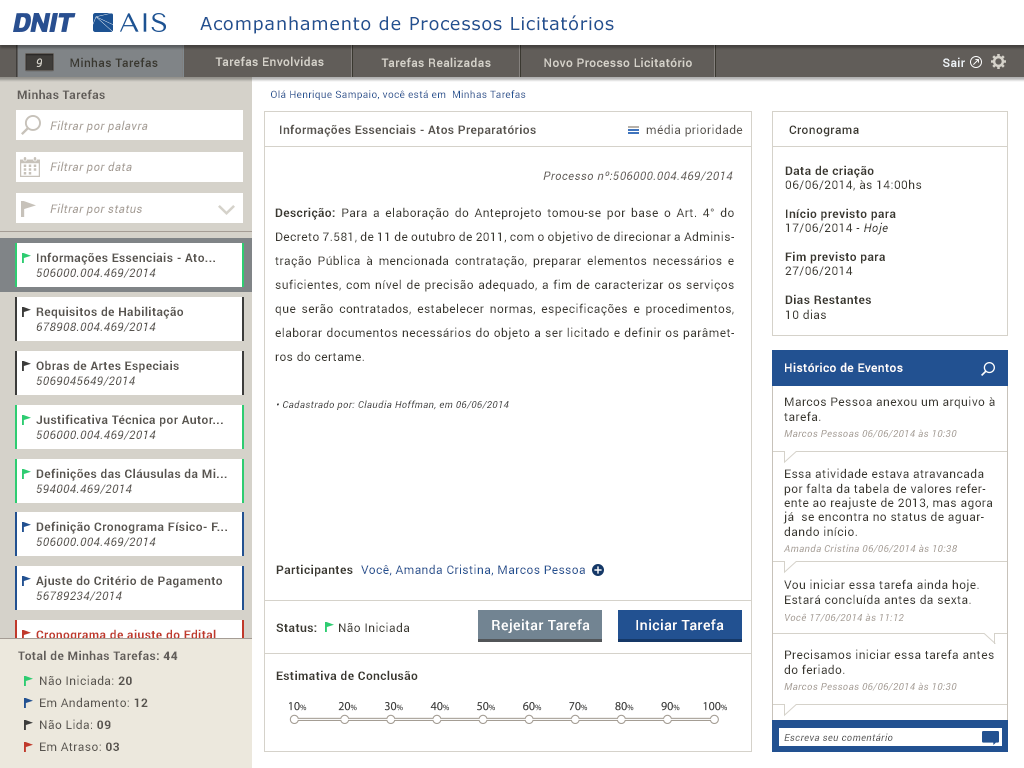 DNIT AIS Acompanhamento de Processos Licitatórios
9 Minhas Tarefas Tarefas Envolvidas Tarefas Realizadas Novo Processo Licitatório Sair
Minhas Tarefas
Filtrar por palavra
Filtrar por data
Filtrar por status
Informações Essenciais - Ato...
506000.004.469/2014
Requisitos de Habilitação
678908.004.469/2014
Obras de Artes Especiais
5069045649/2014
Justificativa Técnica por Autor...
506000.004.469/2014
Definições das Cláusulas da Mi...
594004.469/2014
Definição Cronograma Físico- F...
506000.004.469/2014
Ajuste do Critério de Pagamento
56789234/2014
Cronograma de ajuste do Edital
Total de Minhas Tarefas: 44
Não Iniciada: 20
Em Andamento: 12
Não Lida: 09
Em Atraso: 03
Olá Henrique Sampaio, você está em Minhas Tarefas
Informações Essenciais - Atos Preparatórios média prioridade
Processo nº:506000.004.469/2014
Descrição: Para a elaboração do Anteprojeto tomou-se por base o Art. 4° do
Decreto 7.581, de 11 de outubro de 2011, com o objetivo de direcionar a Adminis-
tração Pública à mencionada contratação, preparar elementos necessários e
suficientes, com nível de precisão adequado, a fim de caracterizar os serviços
que serão contratados, estabelecer normas, especificações e procedimentos,
elaborar documentos necessários do objeto a ser licitado e definir os parâmet-
ros do certame.
• Cadastrado por: Claudia Hoffman, em 06/06/2014
Participantes Você, Amanda Cristina, Marcos Pessoa
Status: Não Iniciada Rejeitar Tarefa Iniciar Tarefa
Estimativa de Conclusão
10% 20% 30% 40% 50% 60% 70% 80% 90% 100%
Cronograma
Data de criação
06/06/2014, às 14:00hs
Início previsto para
17/06/2014 - Hoje
Fim previsto para
27/06/2014
Dias Restantes
10 dias
Histórico de Eventos
Marcos Pessoa anexou um arquivo à
tarefa.
Marcos Pessoas 06/06/2014 às 10:30
Essa atividade estava atravancada
por falta da tabela de valores refer-
ente ao reajuste de 2013, mas agora
já se encontra no status de aguar-
dando início.
Amanda Cristina 06/06/2014 às 10:38
Vou iniciar essa tarefa ainda hoje.
Estará concluída antes da sexta.
Você 17/06/2014 às 11:12
Precisamos iniciar essa tarefa antes
do feriado.
Marcos Pessoas 06/06/2014 às 10:30
Escreva seu comentário